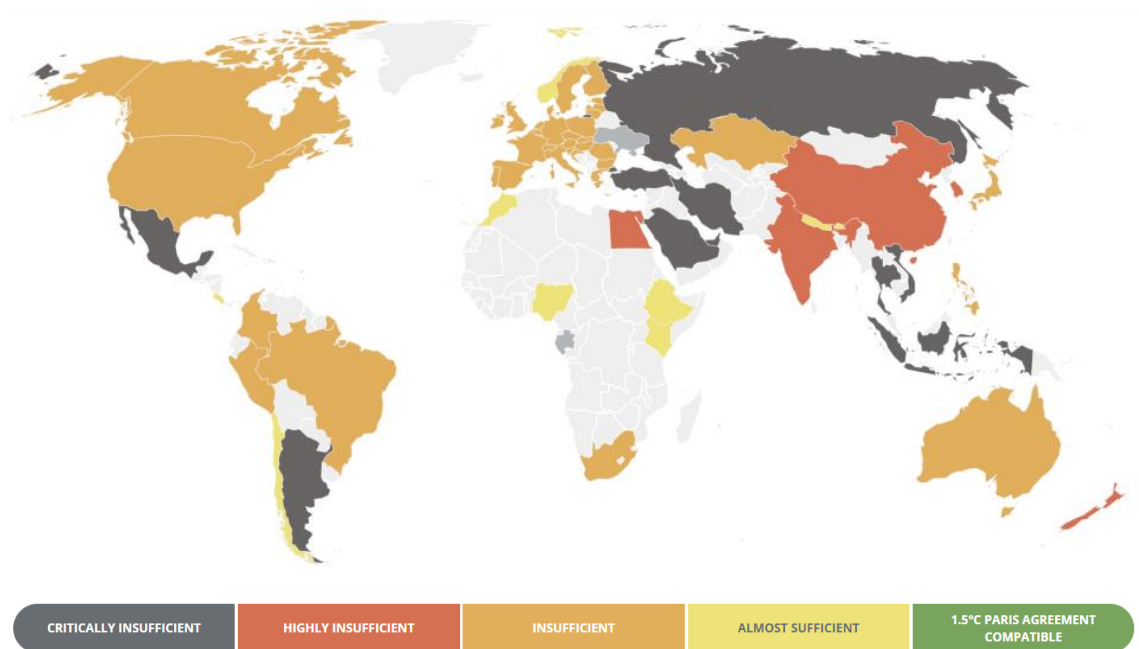 CRITICALLY INSUFFICIENT
HIGHLY INSUFFICIENT
INSUFFICIENT
ALMOST SUFFICIENT
1.5°C PARIS AGREEMENT
COMPATIBLE